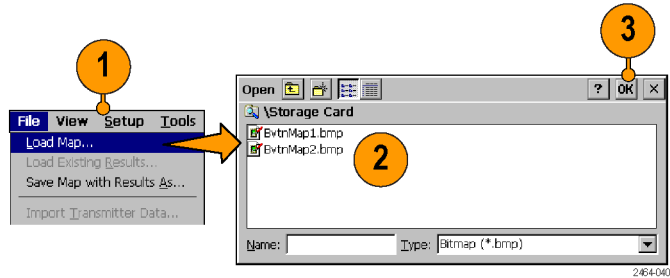 3
1
Open ? OK ×
\Storage Card
File View Setup Tools
Load Map...
BvtnMap1.bmp
Load Existing Results...
BvtnMap2.bmp
2
Save Map with Results As...
Import Transmitter Data...
Name: Type: Bitmap (*.bmp)
2464-040